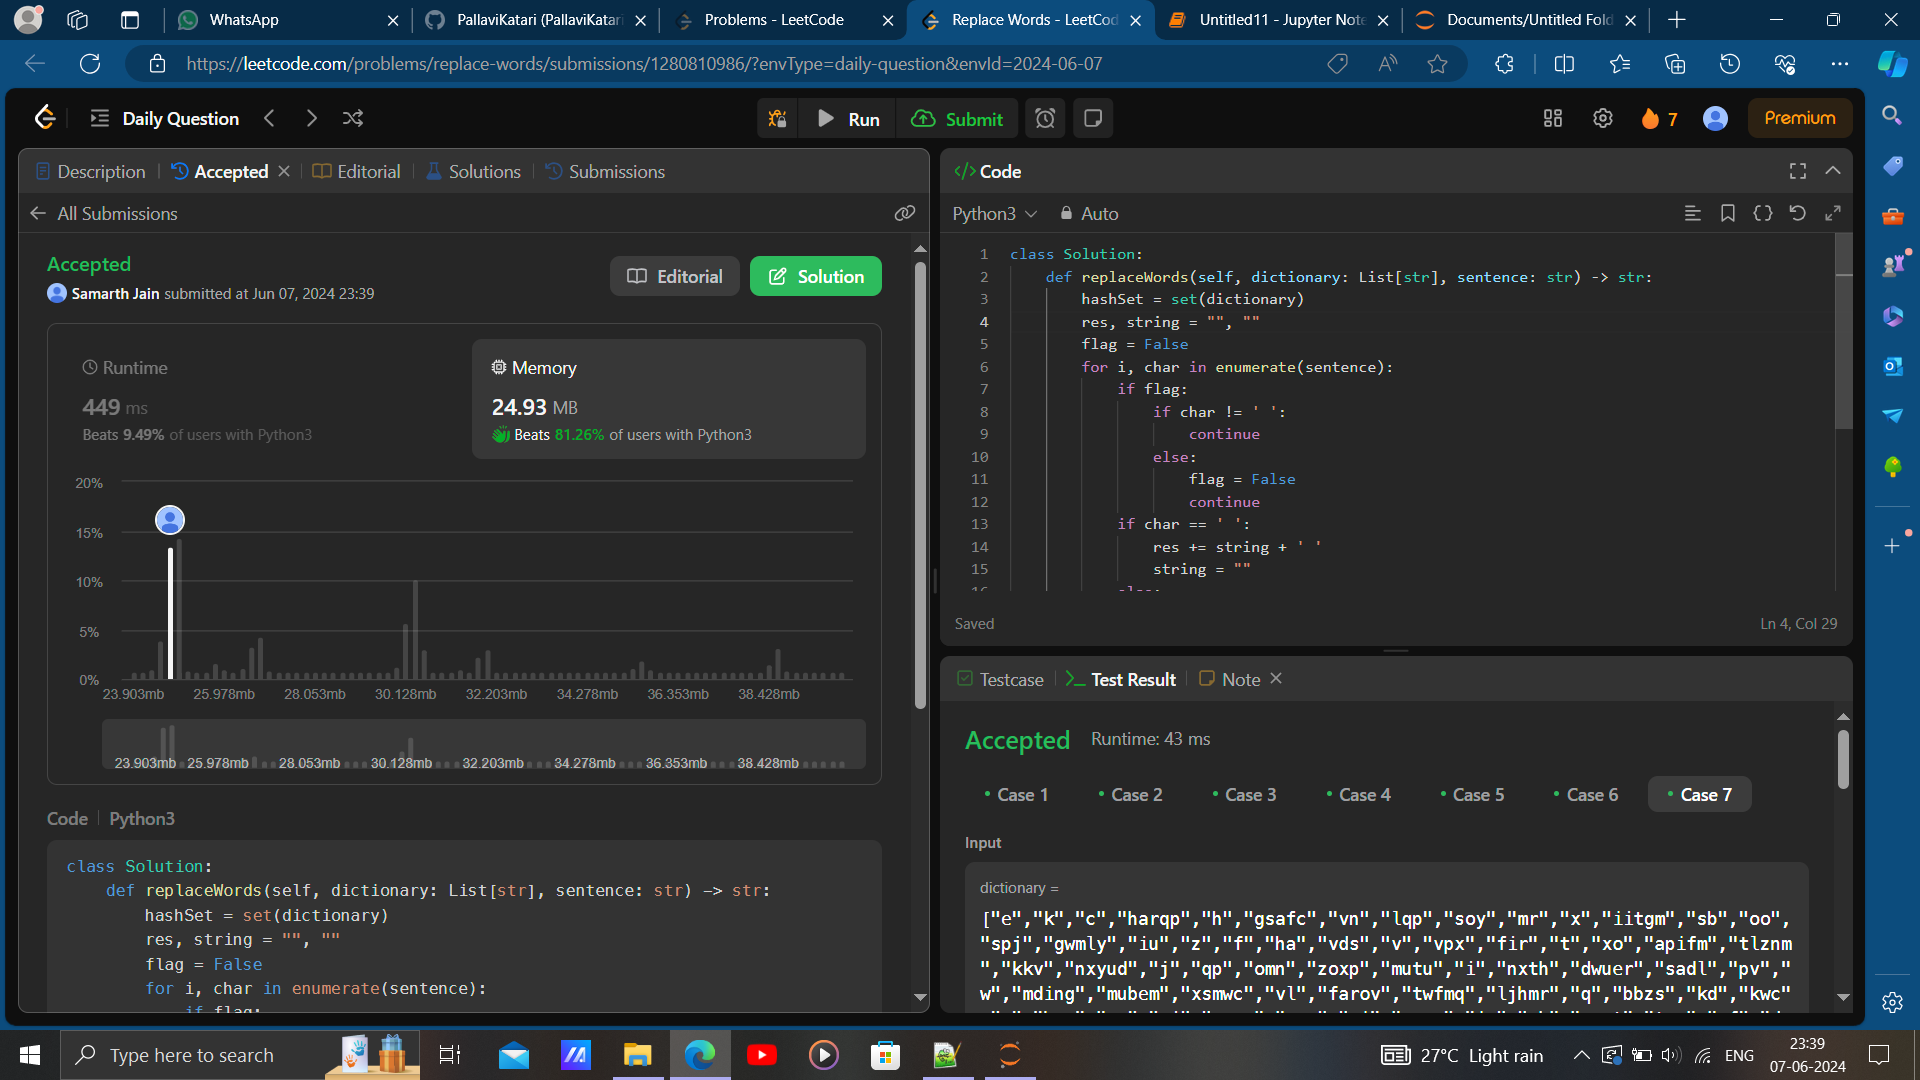 WhatsApp
PallaviKatari (PallaviKatari
Problems - LeetCode
Replace Words - LeetCod
Untitled11 - Jupyter Note
Documents/Untitled Fold
https://leetcode.com/problems/replace-words/submissions/1280810986/?envType=daily-question&envId=2024-06-07
Daily Question
Run
Submit
7
Premium
Description
Accepted
Editorial
Solutions
Submissions
All Submissions
Accepted
Samarth Jain submitted at Jun 07, 2024 23:39
Editorial
Solution
Runtime
449 ms
Beats 9.49% of users with Python3
Memory
24.93 MB
Beats 81.26% of users with Python3
20%
15%
10%
5%
0%
23.903mb 25.978mb 28.053mb 30.128mb 32.203mb 34.278mb 36.353mb 38.428mb
23.903mb 25.978mb 28.053mb 30.128mb 32.203mb 34.278mb 36.353mb 38.428mb
Code | Python3
class Solution:
def replaceWords(self, dictionary: List[str], sentence: str) -> str:
hashSet = set(dictionary)
res, string = "", ""
flag = False
for i, char in enumerate(sentence):
if flag:
</> Code
Python3
Auto
1 class Solution:
2 def replaceWords(self, dictionary: List[str], sentence: str) -> str:
3 hashSet = set(dictionary)
4 res, string = "", ""
5 flag = False
6 for i, char in enumerate(sentence):
7 if flag:
8 if char != ' ':
9 continue
10 else:
11 flag = False
12 continue
13 if char == ' ':
14 res += string + ' '
15 string = ""
16 else:
Saved
Ln 4, Col 29
Testcase
Test Result
Note
Accepted Runtime: 43 ms
Case 1 Case 2 Case 3 Case 4 Case 5 Case 6 Case 7
Input
dictionary =
["e","k","c","harqp","h","gsafc","vn","lqp","soy","mr","x","iitgm","sb","oo",
"spj","gwmly","iu","z","f","ha","vds","v","vpx","fir","t","xo","apifm","tlznm
","kkv","nxyud","j","qp","omn","zoxp","mutu","i","nxth","dwuer","sadl","pv","
w","mding","mubem","xsmwc","vl","farov","twfmq","ljhmr","q","bbzs","kd","kwc"
Type here to search
27°C Light rain
ENG
23:39
07-06-2024